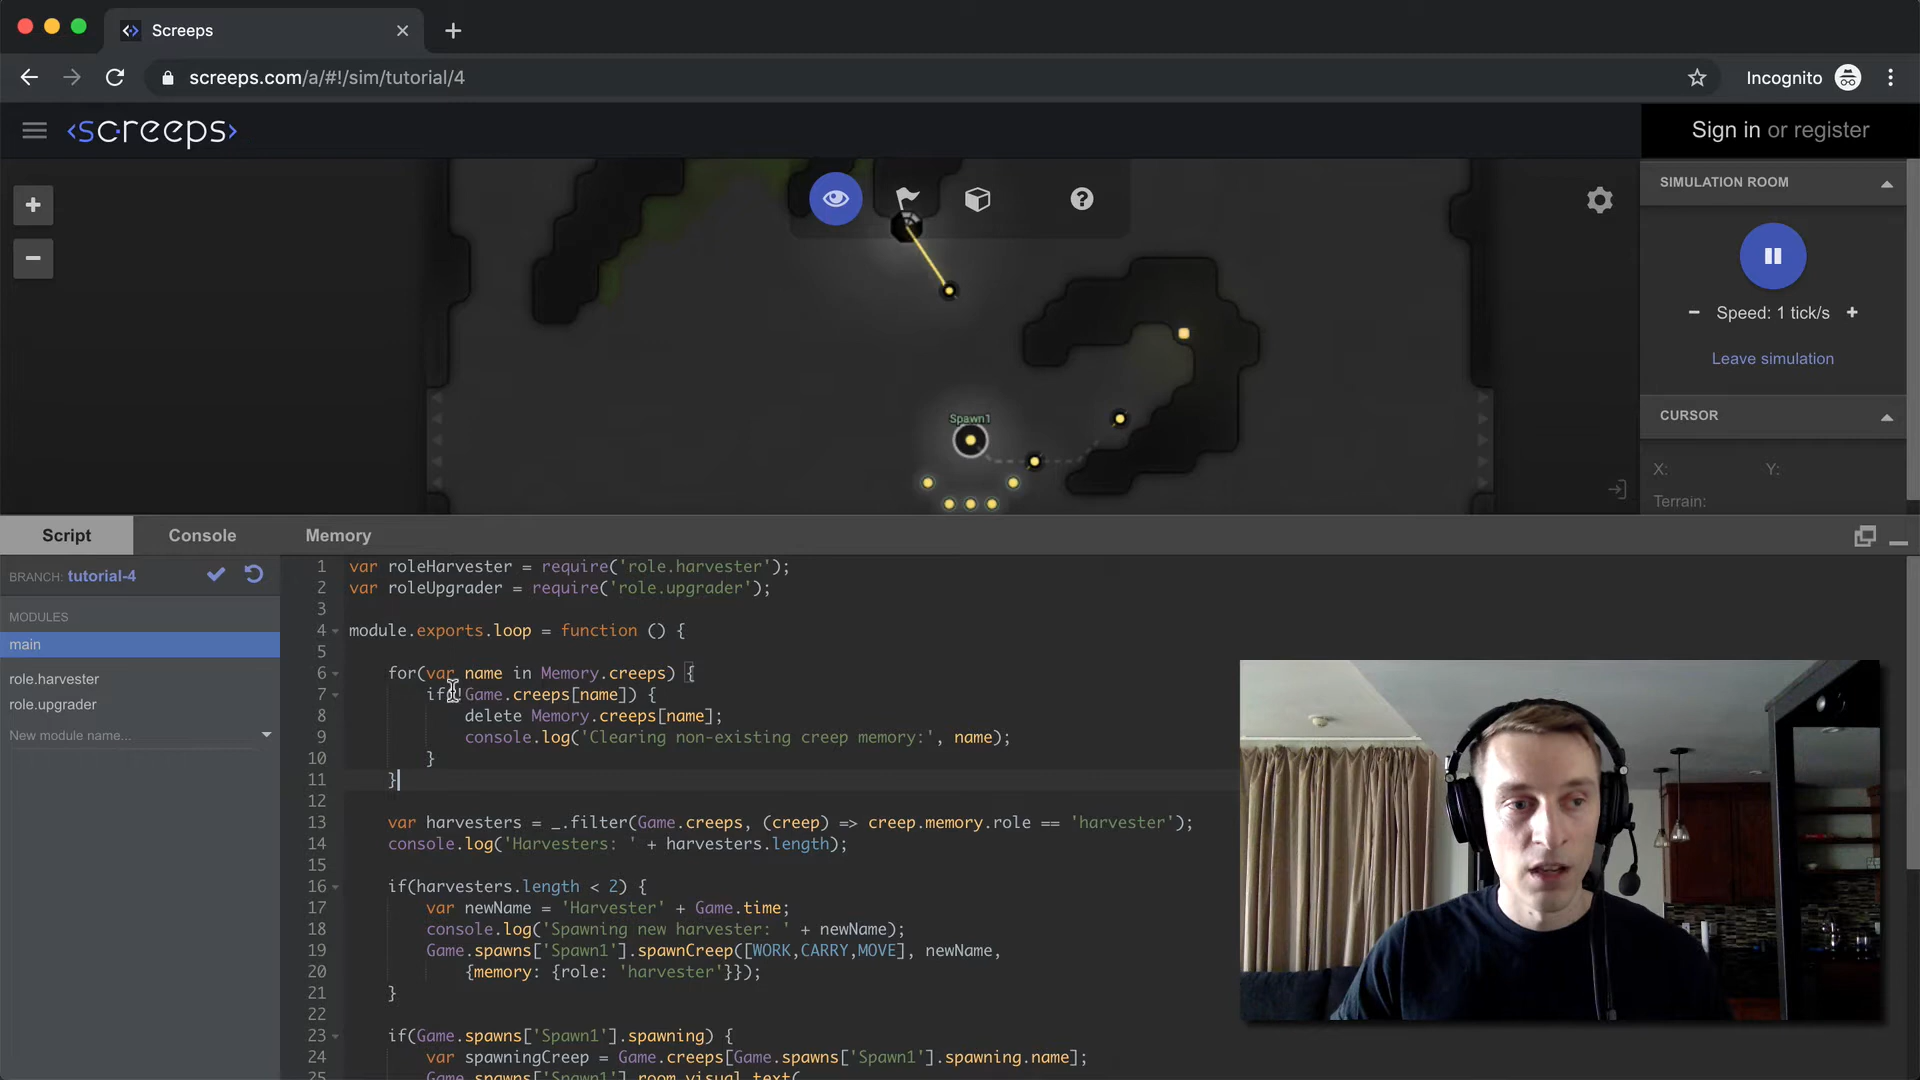 Screeps
screeps.com/a/#!/sim/tutorial/4
Incognito
<screeps>
Sign in or register
SIMULATION ROOM
Speed: 1 tick/s
Leave simulation
CURSOR
X: Y:
Terrain:
Spawn1
Script Console Memory
BRANCH: tutorial-4
MODULES
main
role.harvester
role.upgrader
New module name...
1 var roleHarvester = require('role.harvester');
2 var roleUpgrader = require('role.upgrader');
3
4 module.exports.loop = function () {
5
6 for(var name in Memory.creeps) {
7 if(!Game.creeps[name]) {
8 delete Memory.creeps[name];
9 console.log('Clearing non-existing creep memory:', name);
10 }
11 }
12
13 var harvesters = _.filter(Game.creeps, (creep) => creep.memory.role == 'harvester');
14 console.log('Harvesters: ' + harvesters.length);
15
16 if(harvesters.length < 2) {
17 var newName = 'Harvester' + Game.time;
18 console.log('Spawning new harvester: ' + newName);
19 Game.spawns['Spawn1'].spawnCreep([WORK,CARRY,MOVE], newName,
20 {memory: {role: 'harvester'}});
21 }
22
23 if(Game.spawns['Spawn1'].spawning) {
24 var spawningCreep = Game.creeps[Game.spawns['Spawn1'].spawning.name];
25 Game.spawns['Spawn1'].room.visual.text(